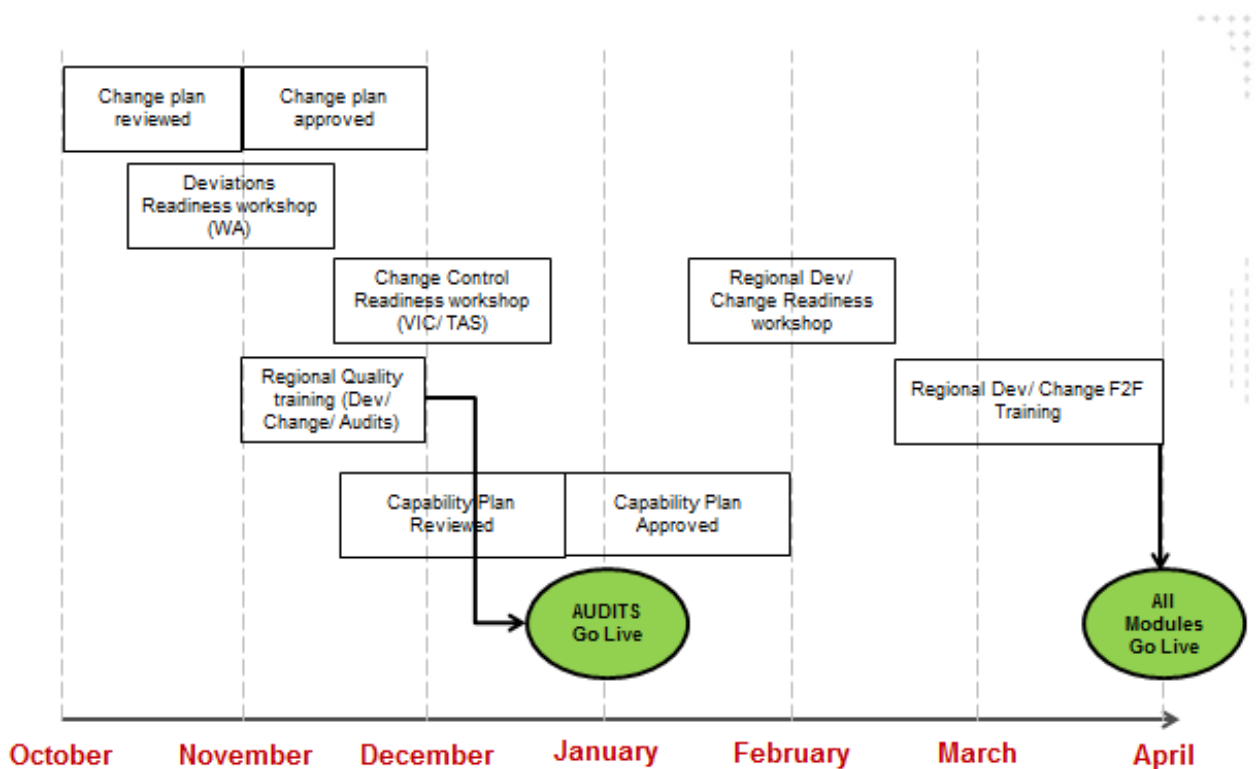 Change plan
reviewed
Change plan
approved
Deviations
Readiness workshop
(WA)
Change Control
Readiness workshop
(VIC/ TAS)
Regional Dev/
Change Readiness
workshop
Regional Quality
training (Dev/
Change/ Audits)
Regional Dev/ Change F2F
Training
Capability Plan
Reviewed
Capability Plan
Approved
AUDITS
Go Live
All
Modules
Go Live
October
November
December
January
February
March
April